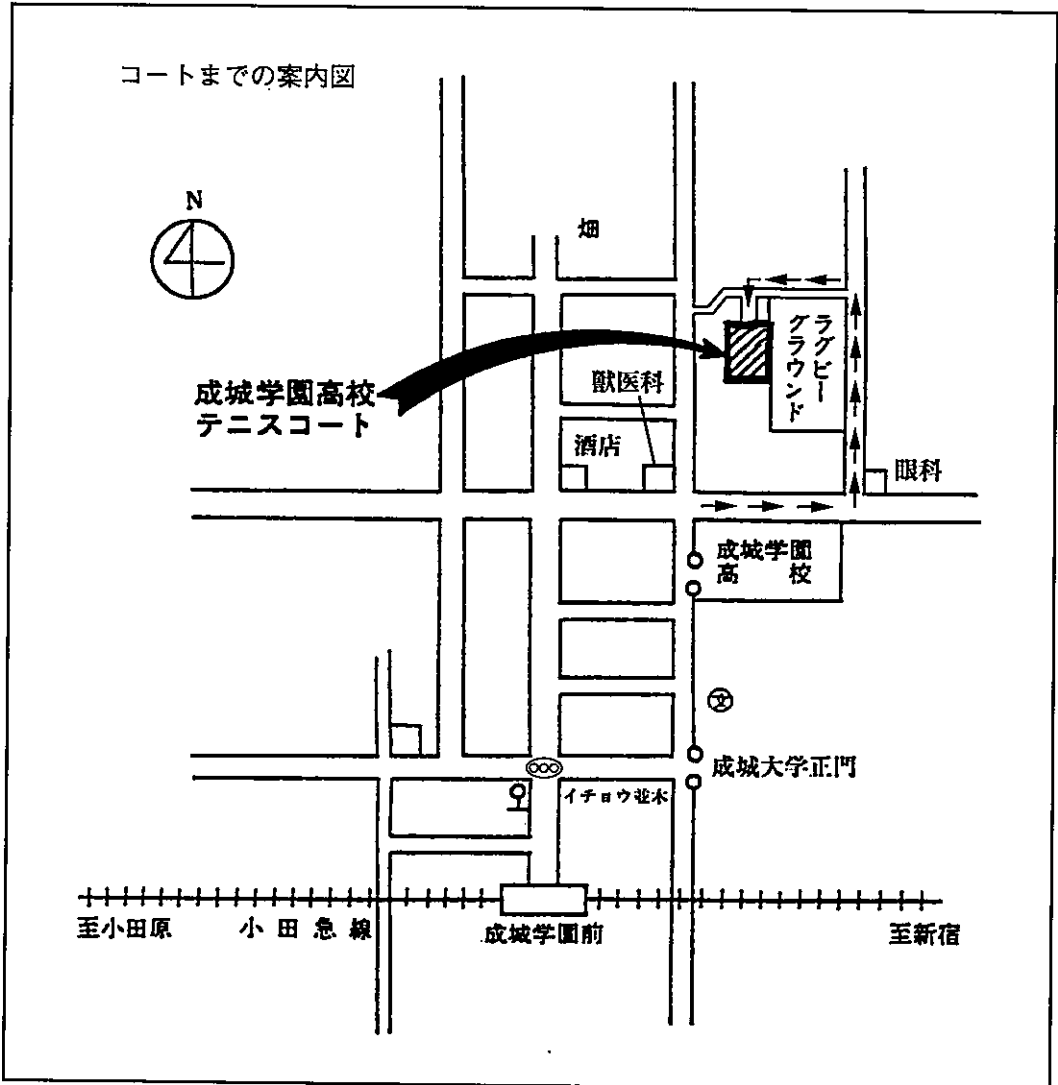 コートまでの案内図
N
畑
ラグビー
グラウンド
成城学園高校
テニスコート
獣医科
酒店
眼科
成城学園
高校
文
成城大学正門
イチョウ並木
至小田原
小田急線
成城学園前
至新宿